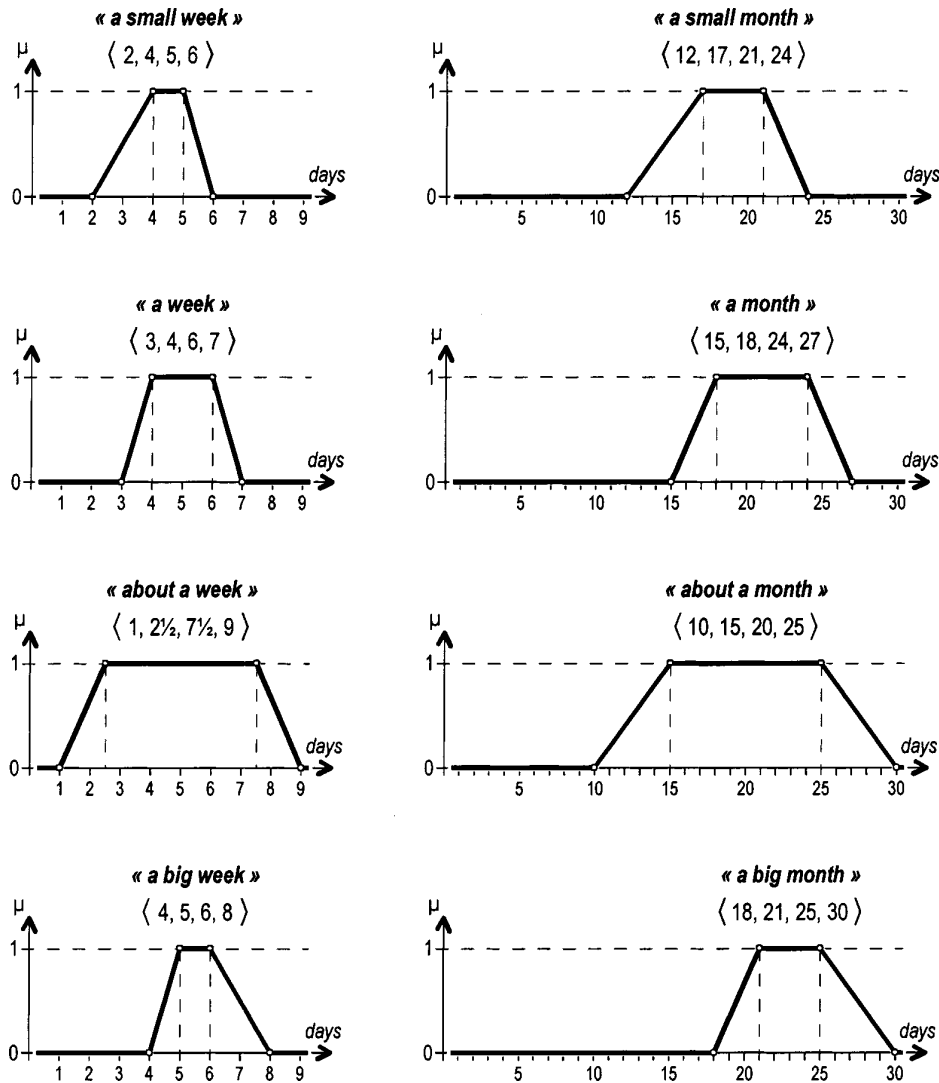 « a small week »
⟨ 2, 4, 5, 6 ⟩
μ
1
0
days
1 2 3 4 5 6 7 8 9
« a small month »
⟨ 12, 17, 21, 24 ⟩
μ
1
0
days
5 10 15 20 25 30
« a week »
⟨ 3, 4, 6, 7 ⟩
μ
1
0
days
1 2 3 4 5 6 7 8 9
« a month »
⟨ 15, 18, 24, 27 ⟩
μ
1
0
days
5 10 15 20 25 30
« about a week »
⟨ 1, 2½, 7½, 9 ⟩
μ
1
0
days
1 2 3 4 5 6 7 8 9
« about a month »
⟨ 10, 15, 20, 25 ⟩
μ
1
0
days
5 10 15 20 25 30
« a big week »
⟨ 4, 5, 6, 8 ⟩
μ
1
0
days
1 2 3 4 5 6 7 8 9
« a big month »
⟨ 18, 21, 25, 30 ⟩
μ
1
0
days
5 10 15 20 25 30